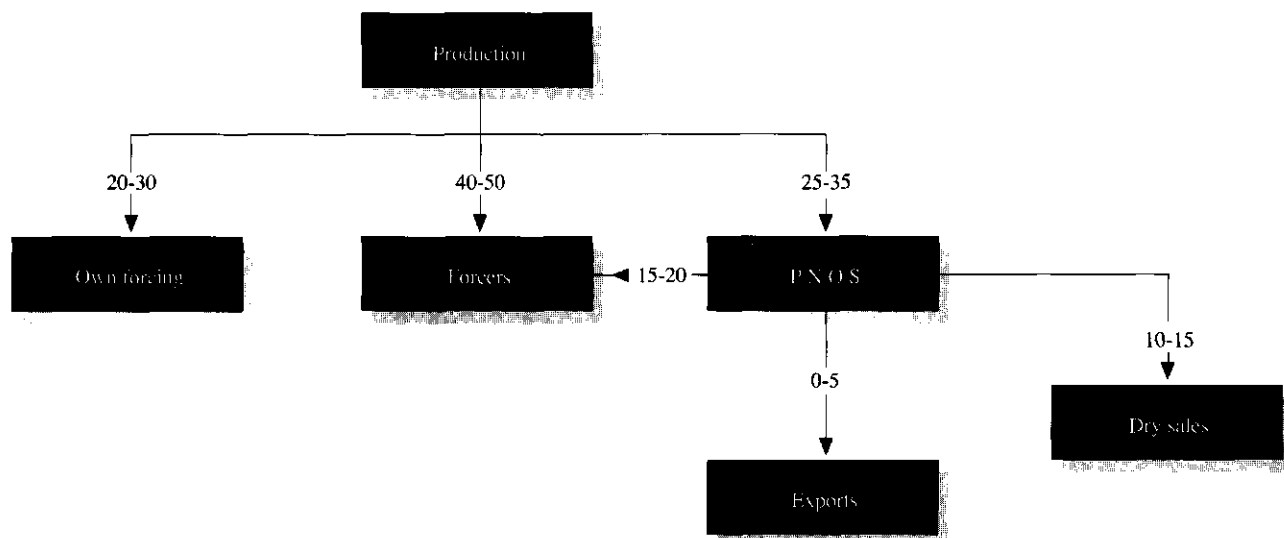 Production
20-30
40-50
25-35
Own forcing
Forcers
15-20
P N O S
10-15
0-5
Dry sales
Exports